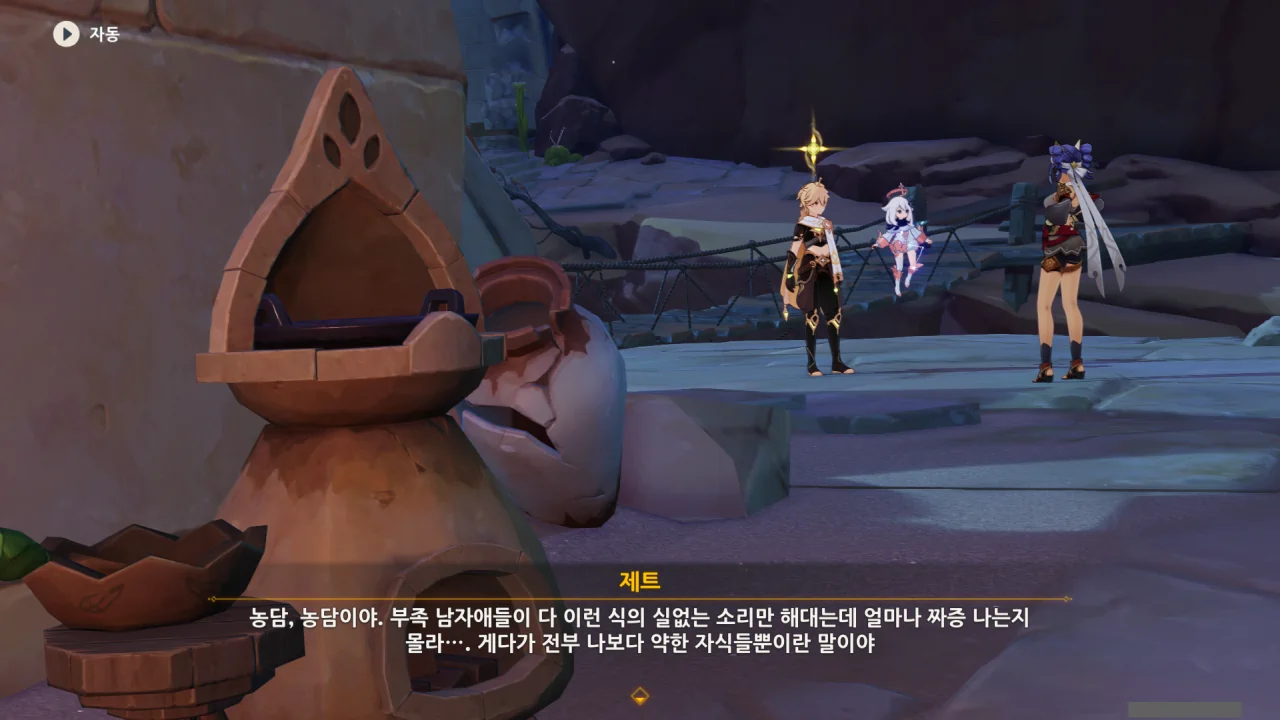 자동
제트
농담, 농담이야. 부족 남자애들이 다 이런 식의 실없는 소리만 해대는데 얼마나 짜증 나는지
몰라···. 게다가 전부 나보다 약한 자식들뿐이란 말이야